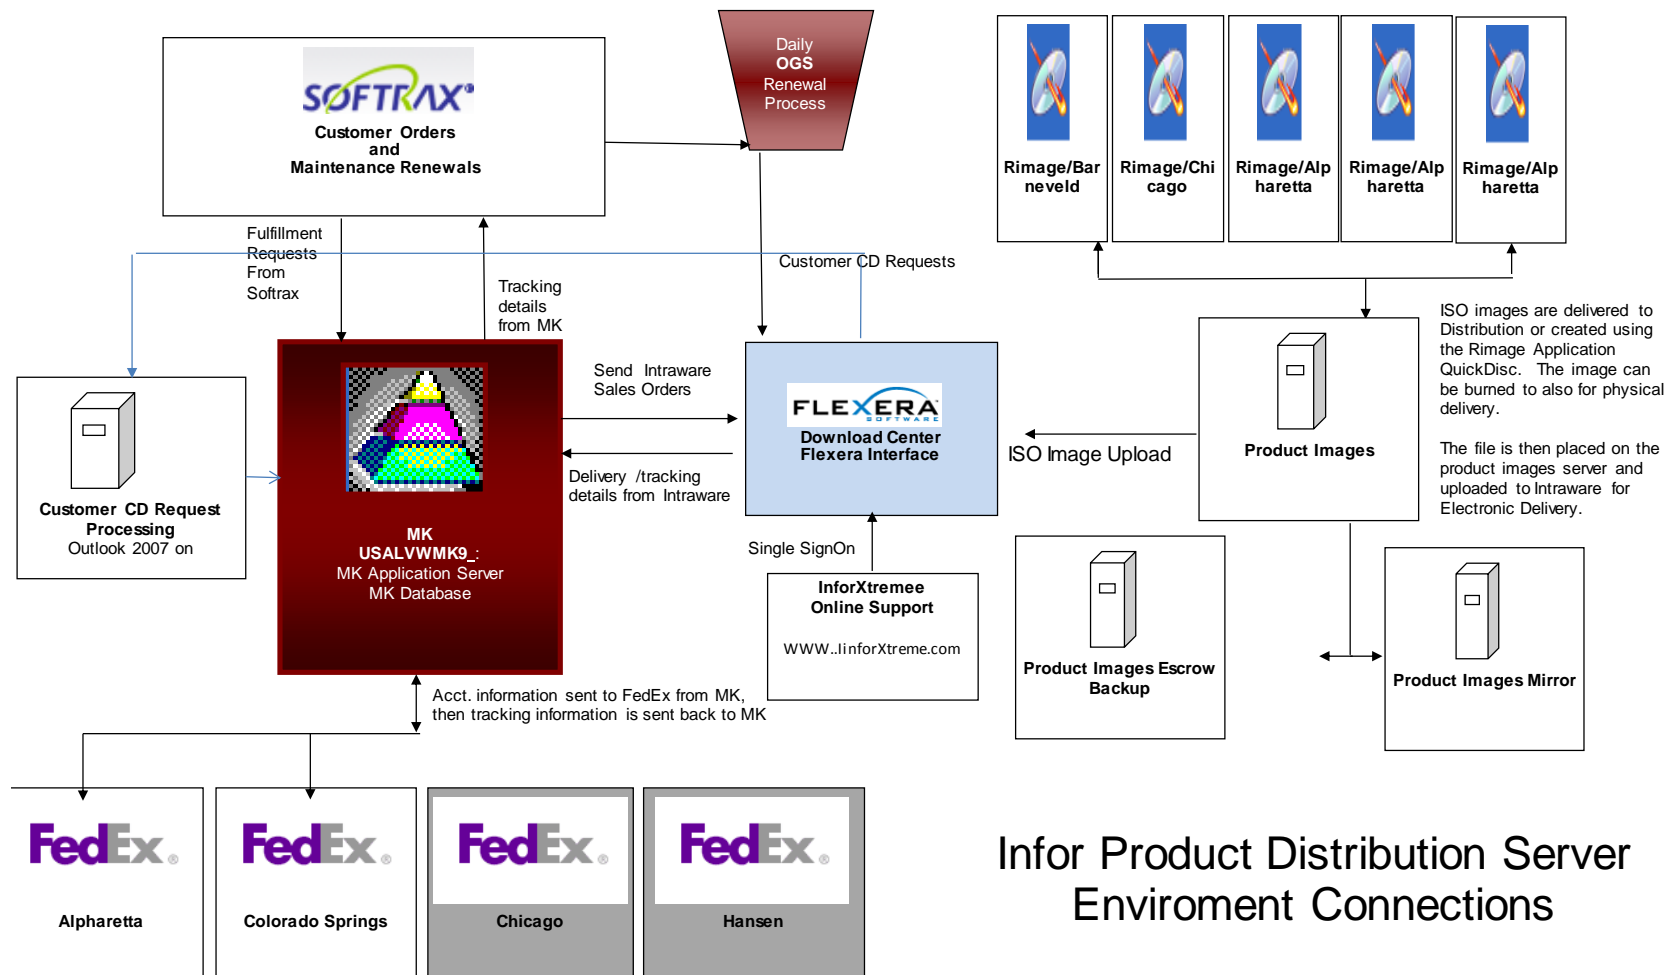 SOFTRAX
Customer Orders
and
Maintenance Renewals
Daily
OGS
Renewal
Process
Rimage/Bar
neveld
Rimage/Chi
cago
Rimage/Alp
haretta
Rimage/Alp
haretta
Rimage/Alp
haretta
Fulfillment
Requests
From
Softrax
Tracking
details
from MK
Customer CD Requests
ISO images are delivered to
Distribution or created using
the Rimage Application
QuickDisc. The image can
be burned to also for physical
delivery.
The file is then placed on the
product images server and
uploaded to Intraware for
Electronic Delivery.
Customer CD Request
Processing
Outlook 2007 on
MK
USALVWMK9_:
MK Application Server
MK Database
Send Intraware
Sales Orders
Delivery /tracking
details from Intraware
FLEXERA
SOFTWARE
Download Center
Flexera Interface
ISO Image Upload
Product Images
Single SignOn
InforXtremee
Online Support
WWW..IinforXtreme.com
Product Images Escrow
Backup
Product Images Mirror
Acct. information sent to FedEx from MK,
then tracking information is sent back to MK
FedEx®
Alpharetta
FedEx®
Colorado Springs
FedEx®
Chicago
FedEx®
Hansen
Infor Product Distribution Server
Enviroment Connections